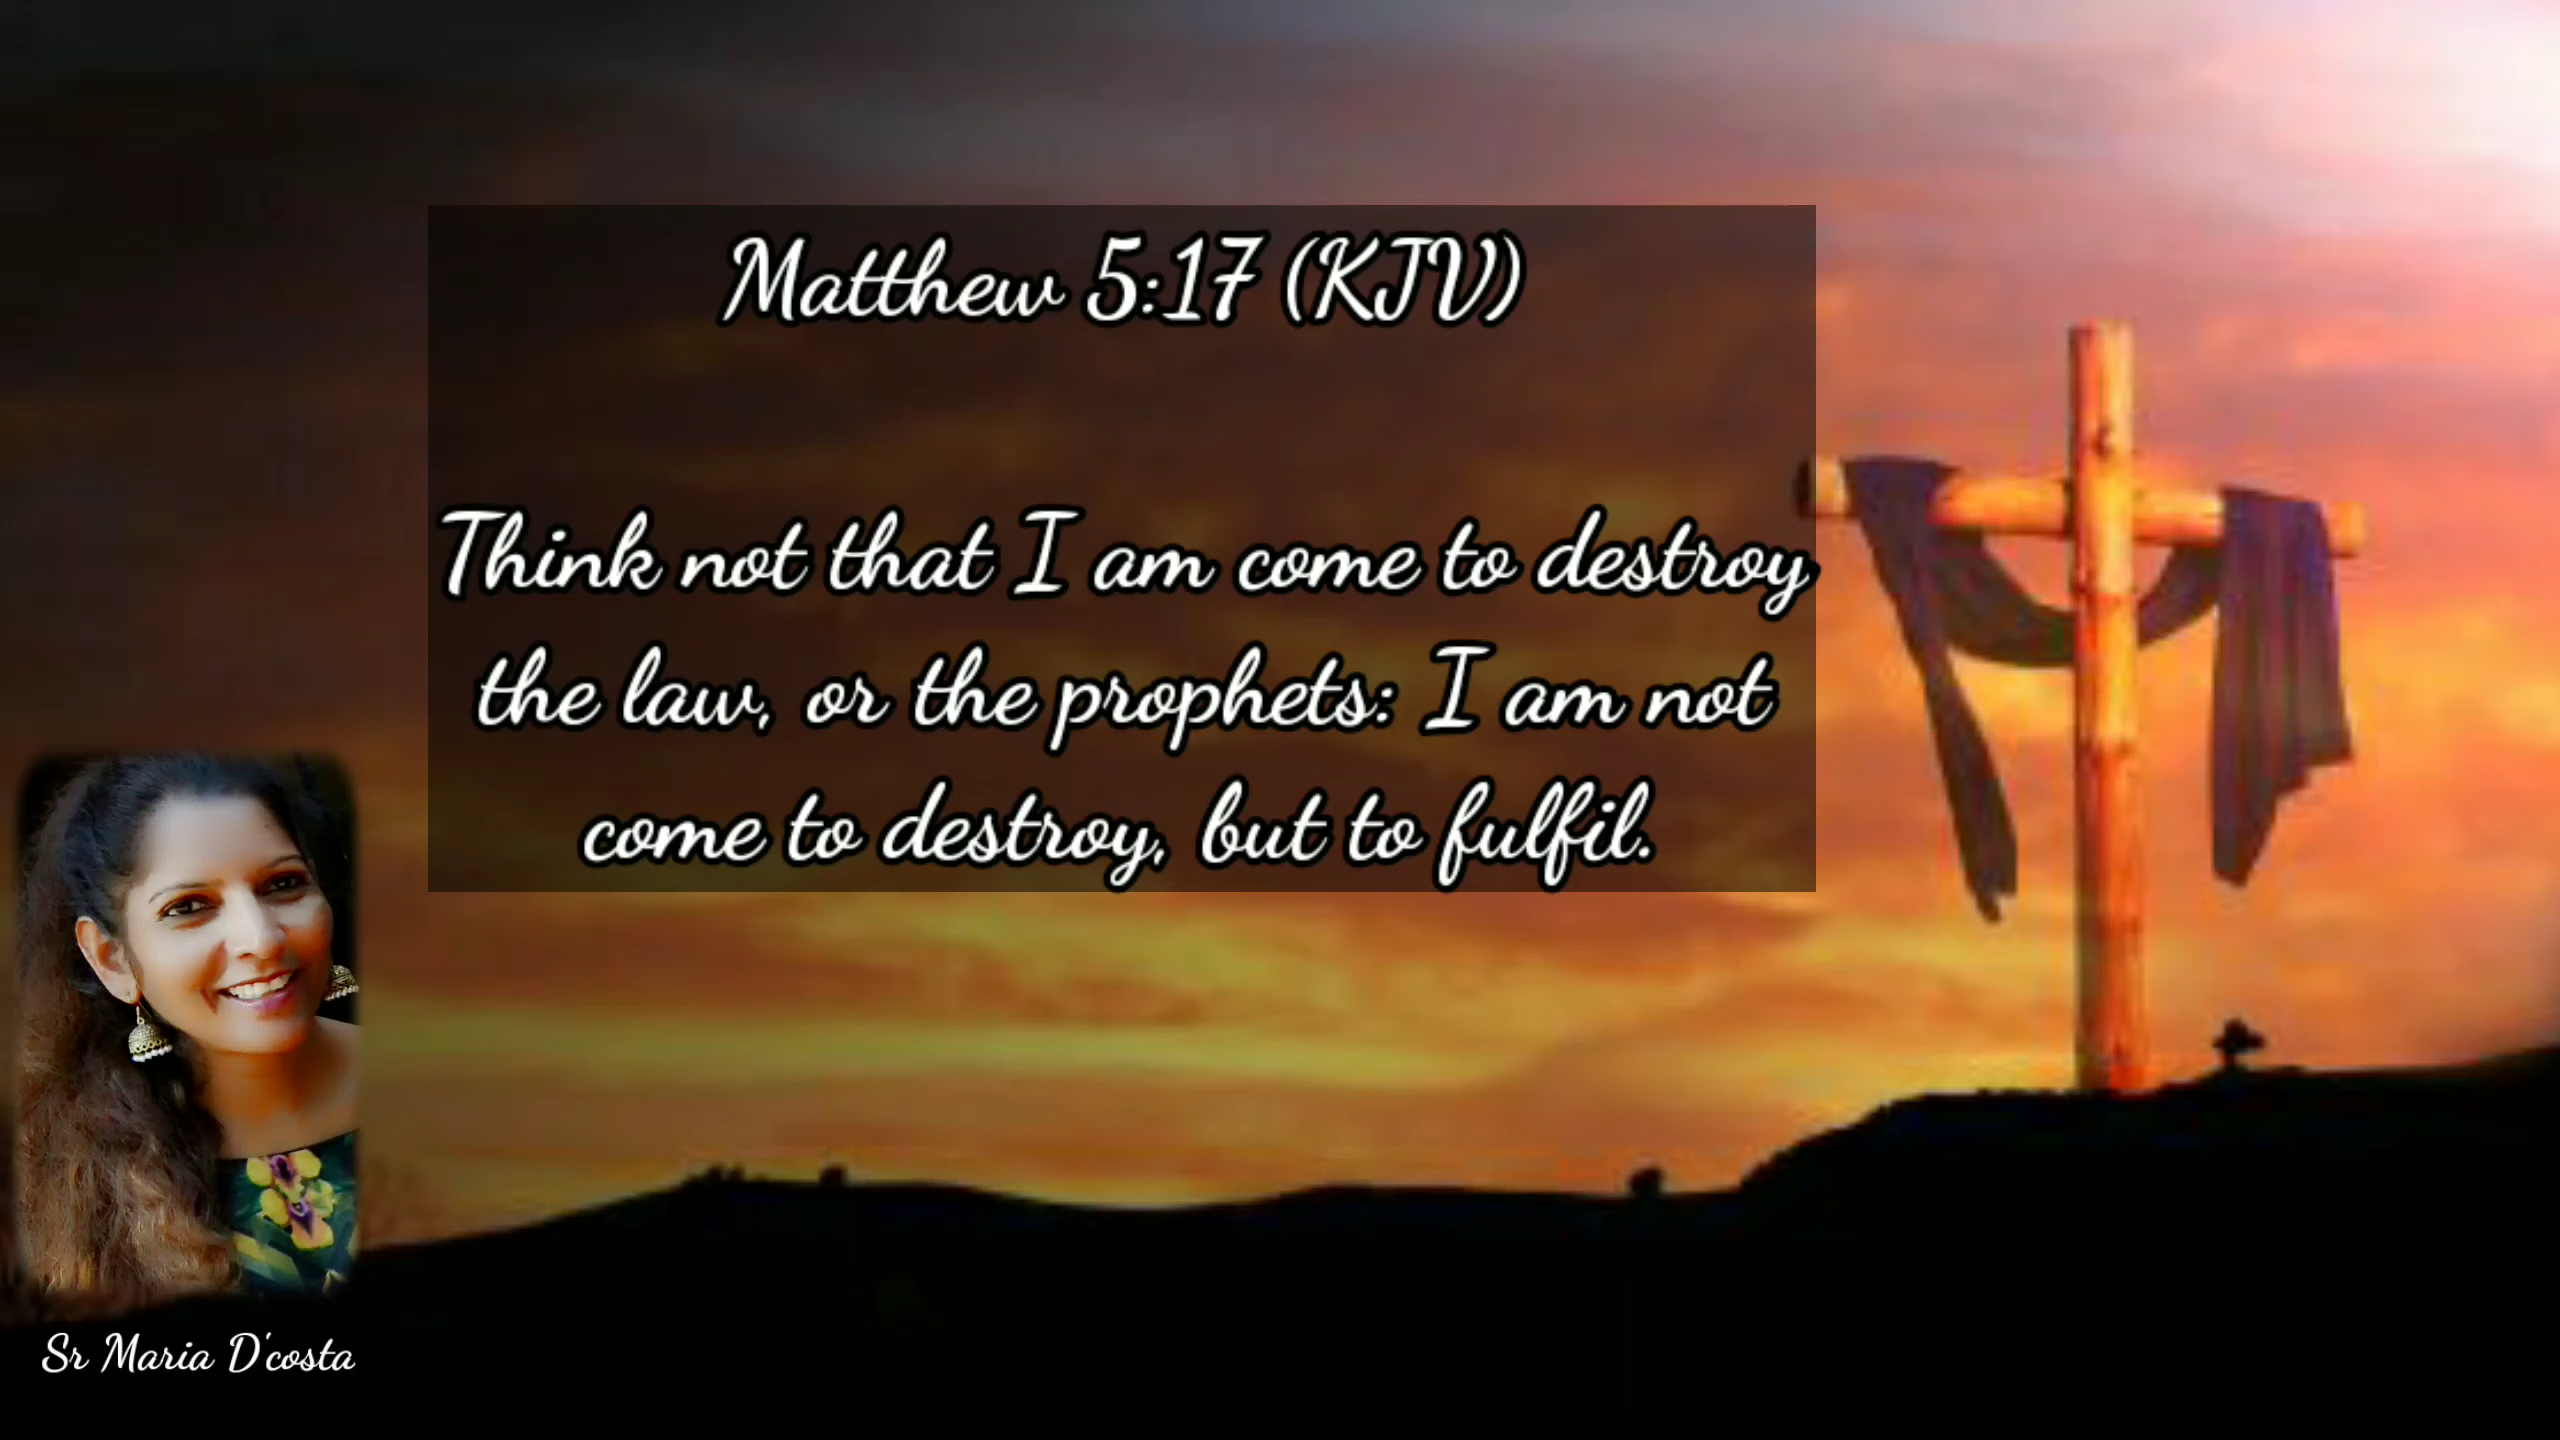 Matthew 5:17 (KJV)
Think not that I am come to destroy
the law, or the prophets: I am not
come to destroy, but to fulfil.
Sr Maria D'costa